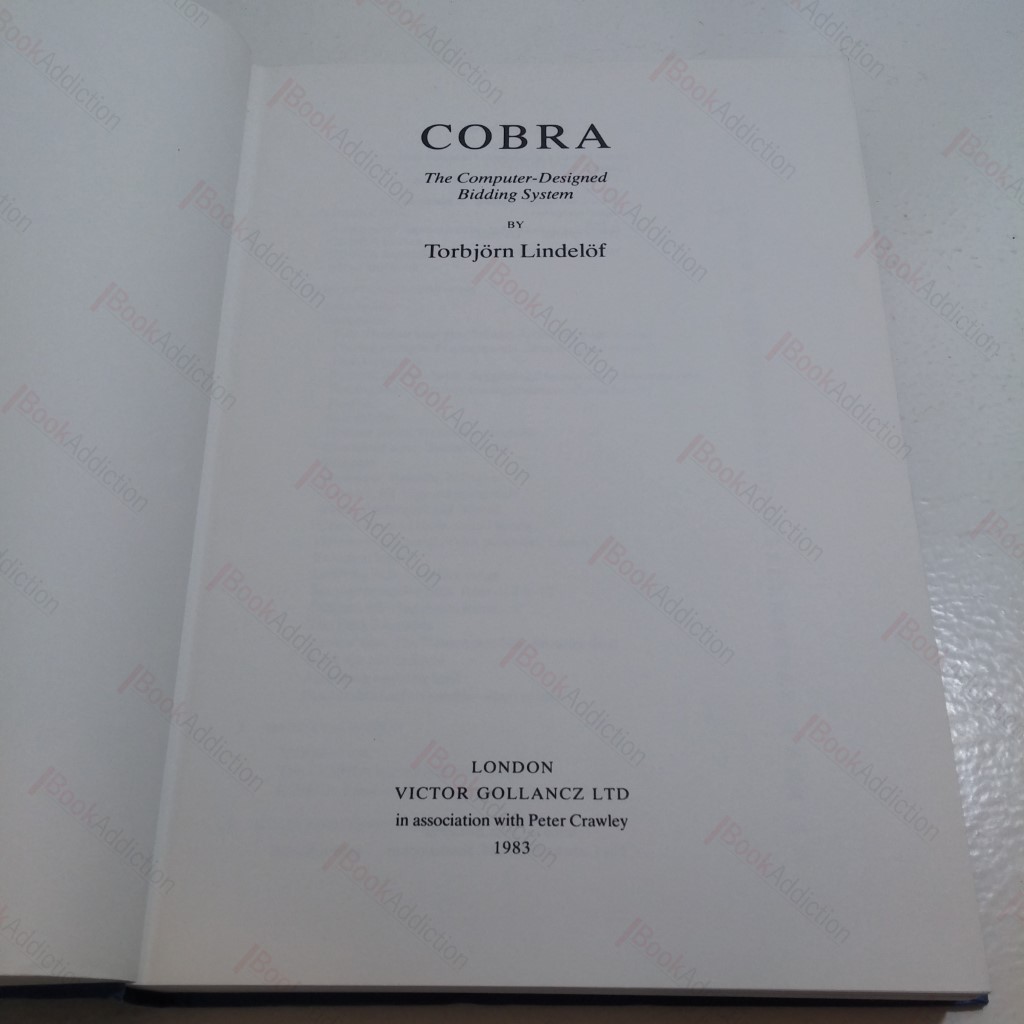 COBRA
The Computer-Designed
Bidding System
BY
Torbjörn Lindelöf
LONDON
VICTOR GOLLANCZ LTD
in association with Peter Crawley
1983
BookAddiction